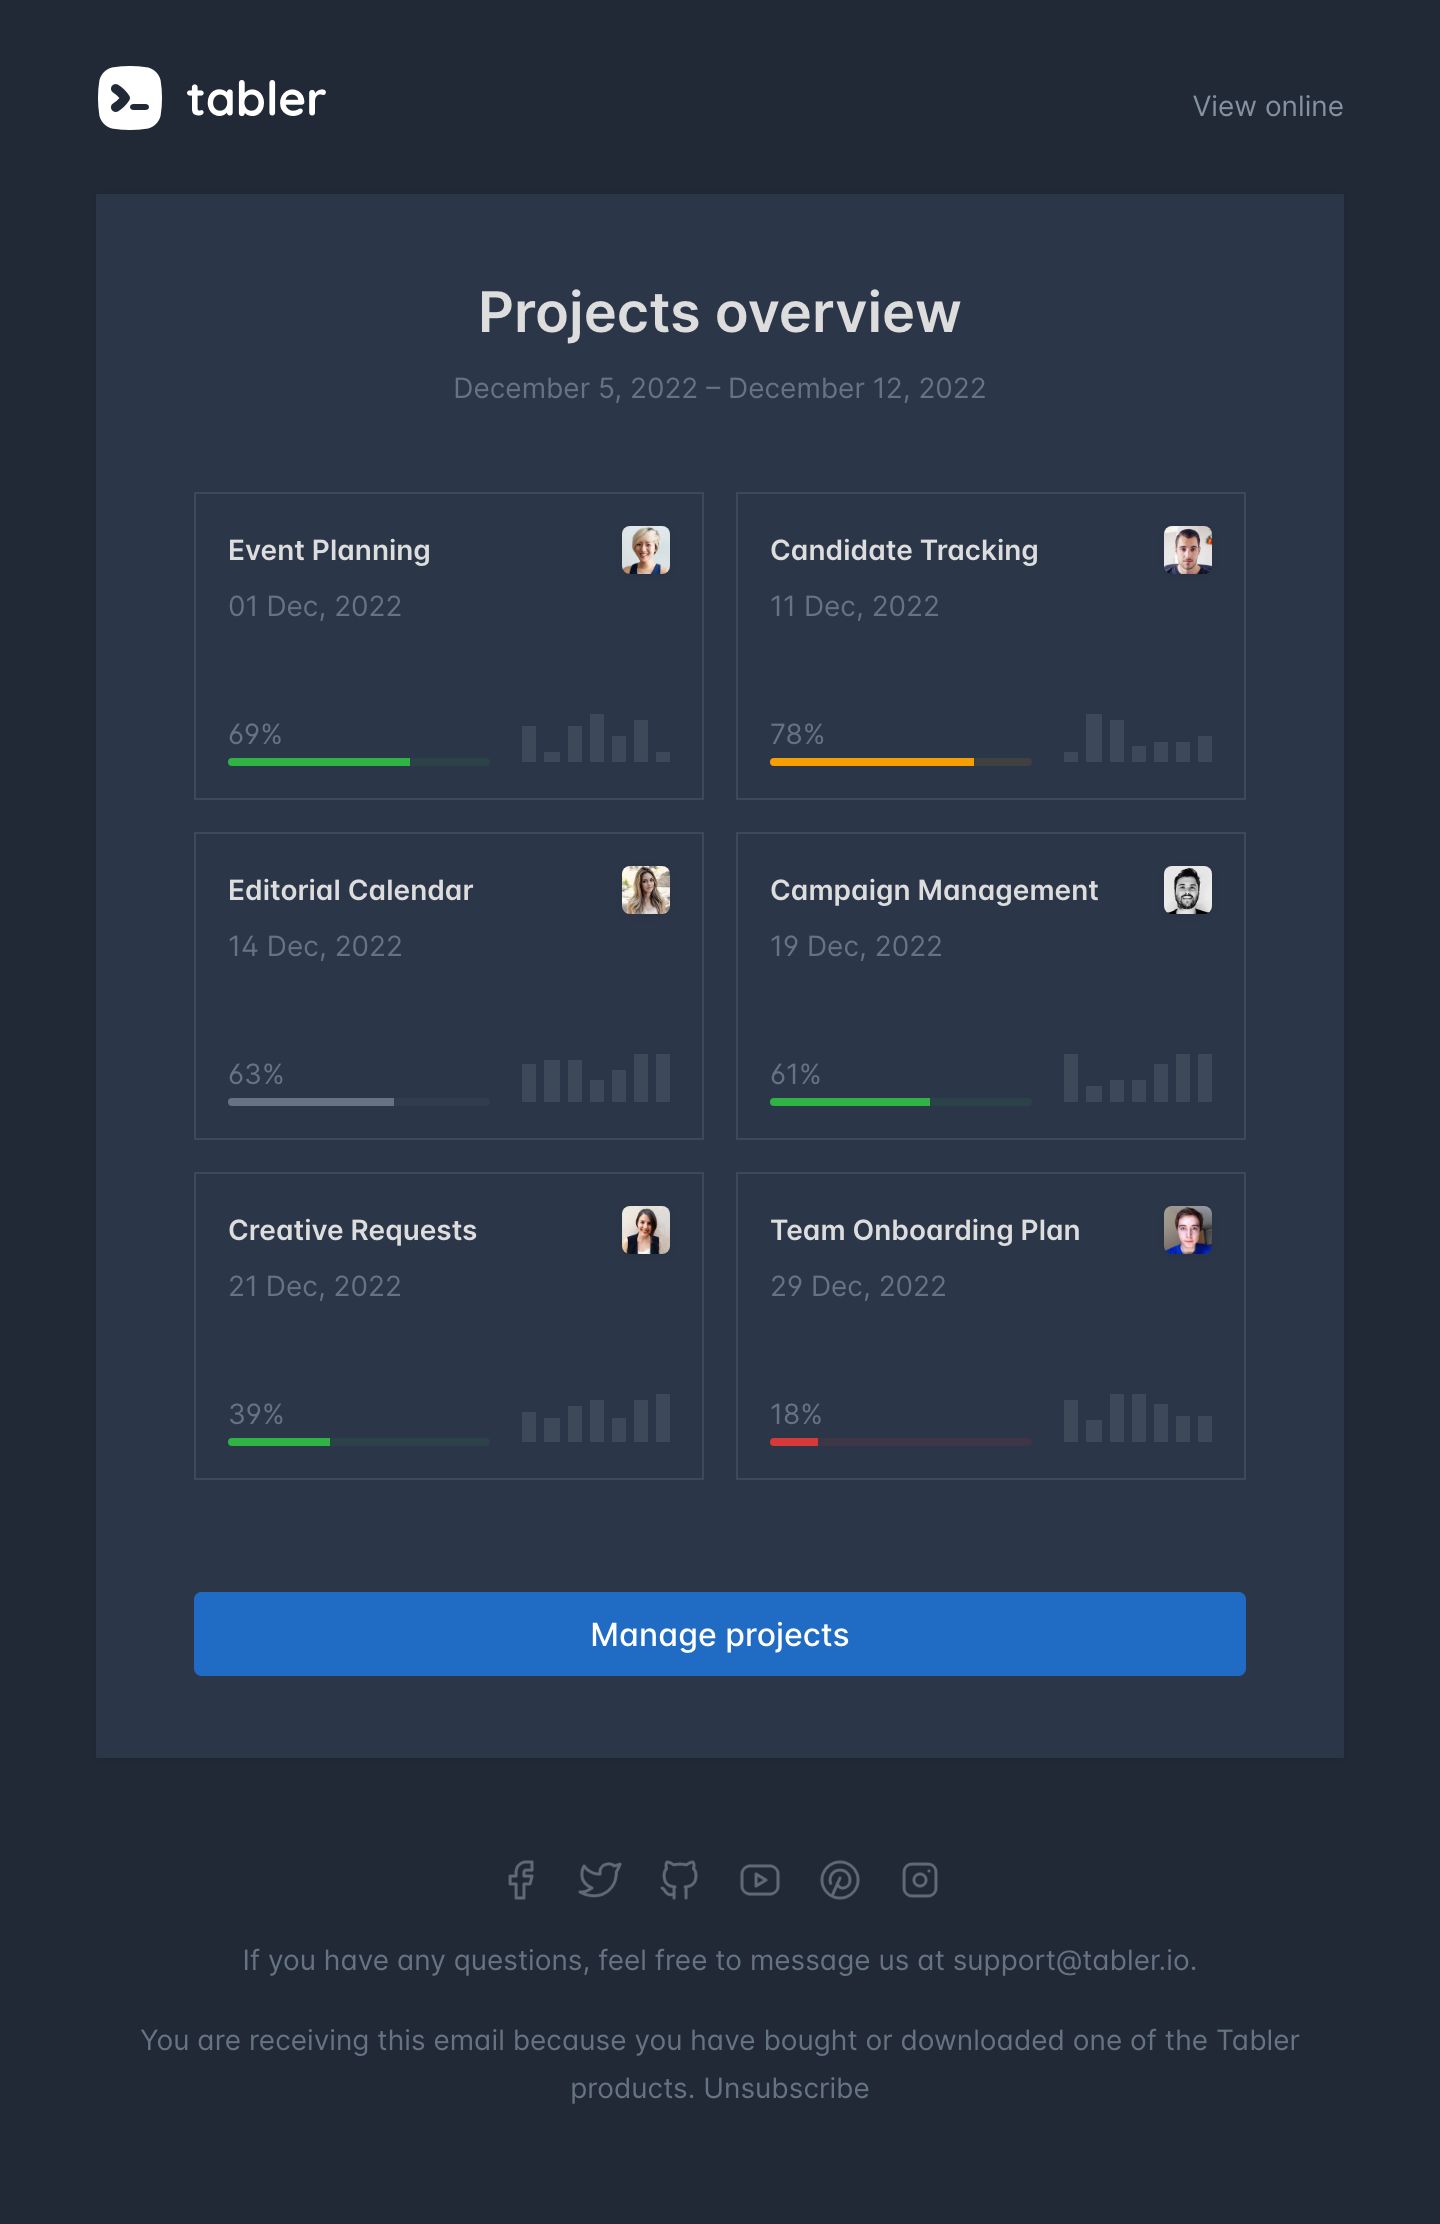 tabler
View online
Projects overview
December 5, 2022 – December 12, 2022
Event Planning
01 Dec, 2022
69%
Candidate Tracking
11 Dec, 2022
78%
Editorial Calendar
14 Dec, 2022
63%
Campaign Management
19 Dec, 2022
61%
Creative Requests
21 Dec, 2022
39%
Team Onboarding Plan
29 Dec, 2022
18%
Manage projects
If you have any questions, feel free to message us at support@tabler.io.
You are receiving this email because you have bought or downloaded one of the Tabler
products. Unsubscribe